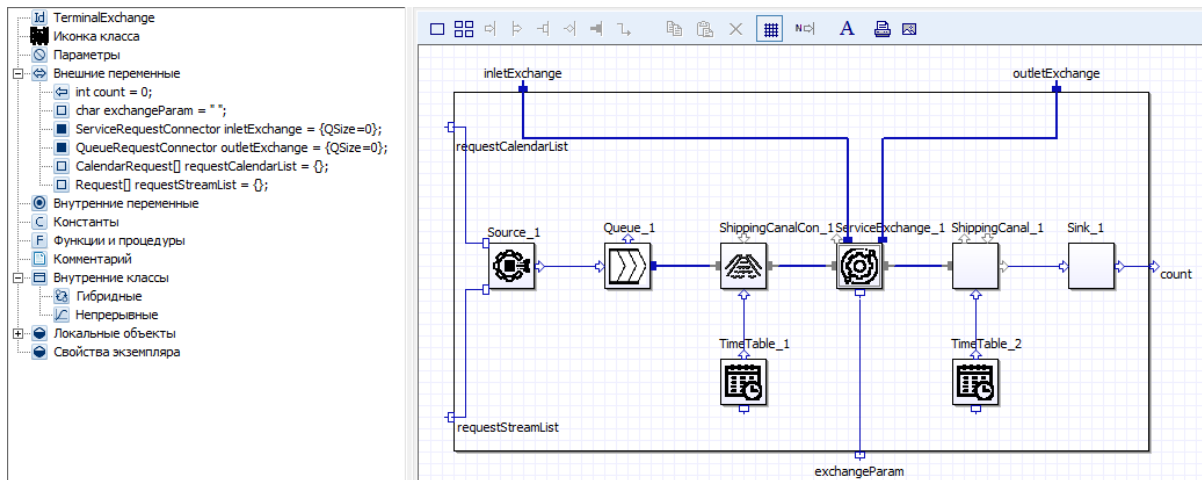 TerminalExchange
Иконка класса
Параметры
Внешние переменные
int count = 0;
char exchangeParam = " ";
ServiceRequestConnector inletExchange = {QSize=0};
QueueRequestConnector outletExchange = {QSize=0};
CalendarRequest[] requestCalendarList = {};
Request[] requestStreamList = {};
Внутренние переменные
Константы
Функции и процедуры
Комментарий
Внутренние классы
Гибридные
Непрерывные
Локальные объекты
Свойства экземпляра
inletExchange
outletExchange
requestCalendarList
Source_1
Queue_1
ShippingCanalCon_1
ServiceExchange_1
ShippingCanal_1
Sink_1
count
TimeTable_1
TimeTable_2
requestStreamList
exchangeParam